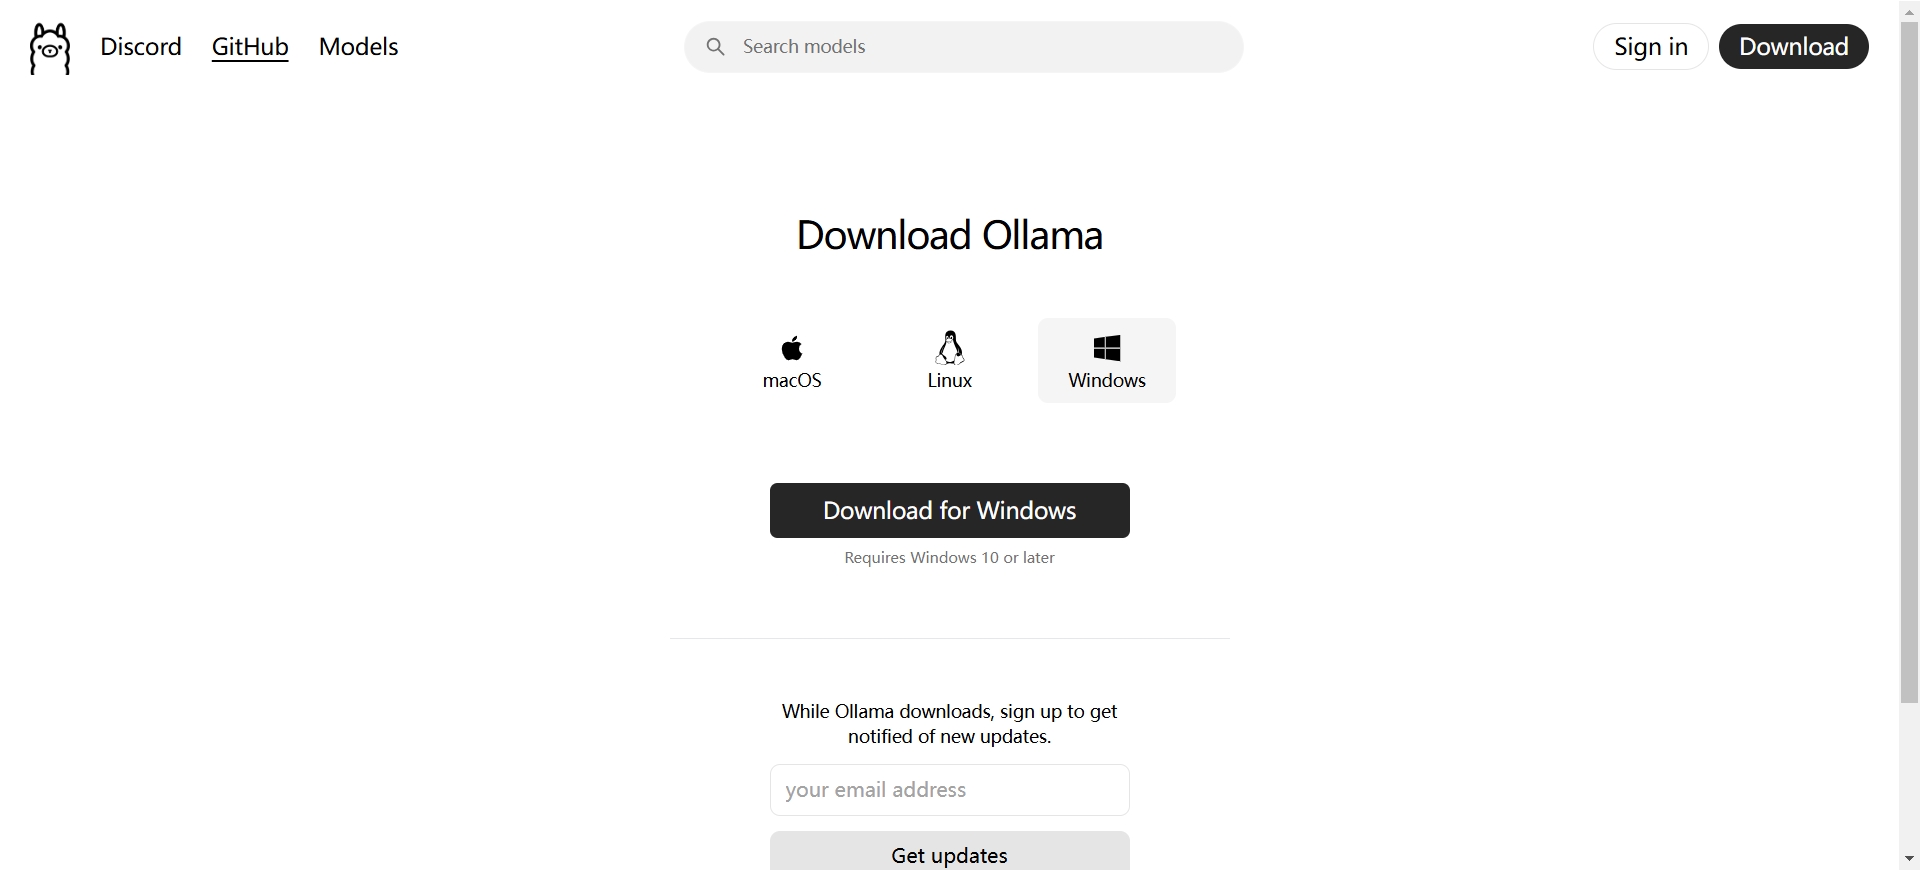 Discord GitHub Models Search models Sign in Download
Download Ollama
macOS Linux Windows
Download for Windows
Requires Windows 10 or later
While Ollama downloads, sign up to get
notified of new updates.
your email address
Get updates